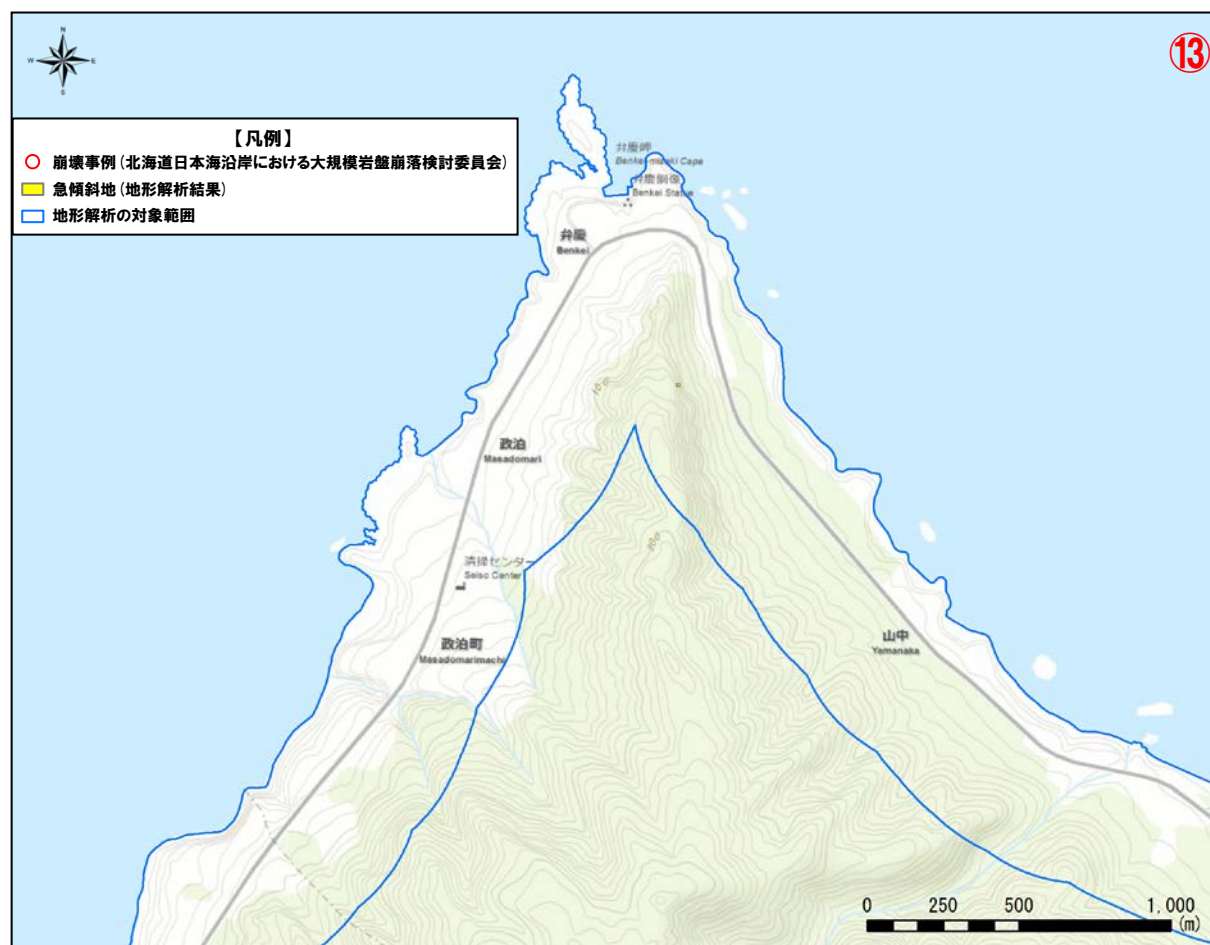 N
W E
S
⑬
【凡例】
崩壊事例(北海道日本海沿岸における大規模岩盤崩落検討委員会)
急傾斜地(地形解析結果)
地形解析の対象範囲
弁慶岬
Benkei-misaki Cape
弁慶銅像
Benkei Statue
弁慶
Benkei
100
政泊
Masadomari
200
清掃センター
Seiso Center
政泊町
Masadomarimachi
山中
Yamanaka
0 250 500 1,000
(m)